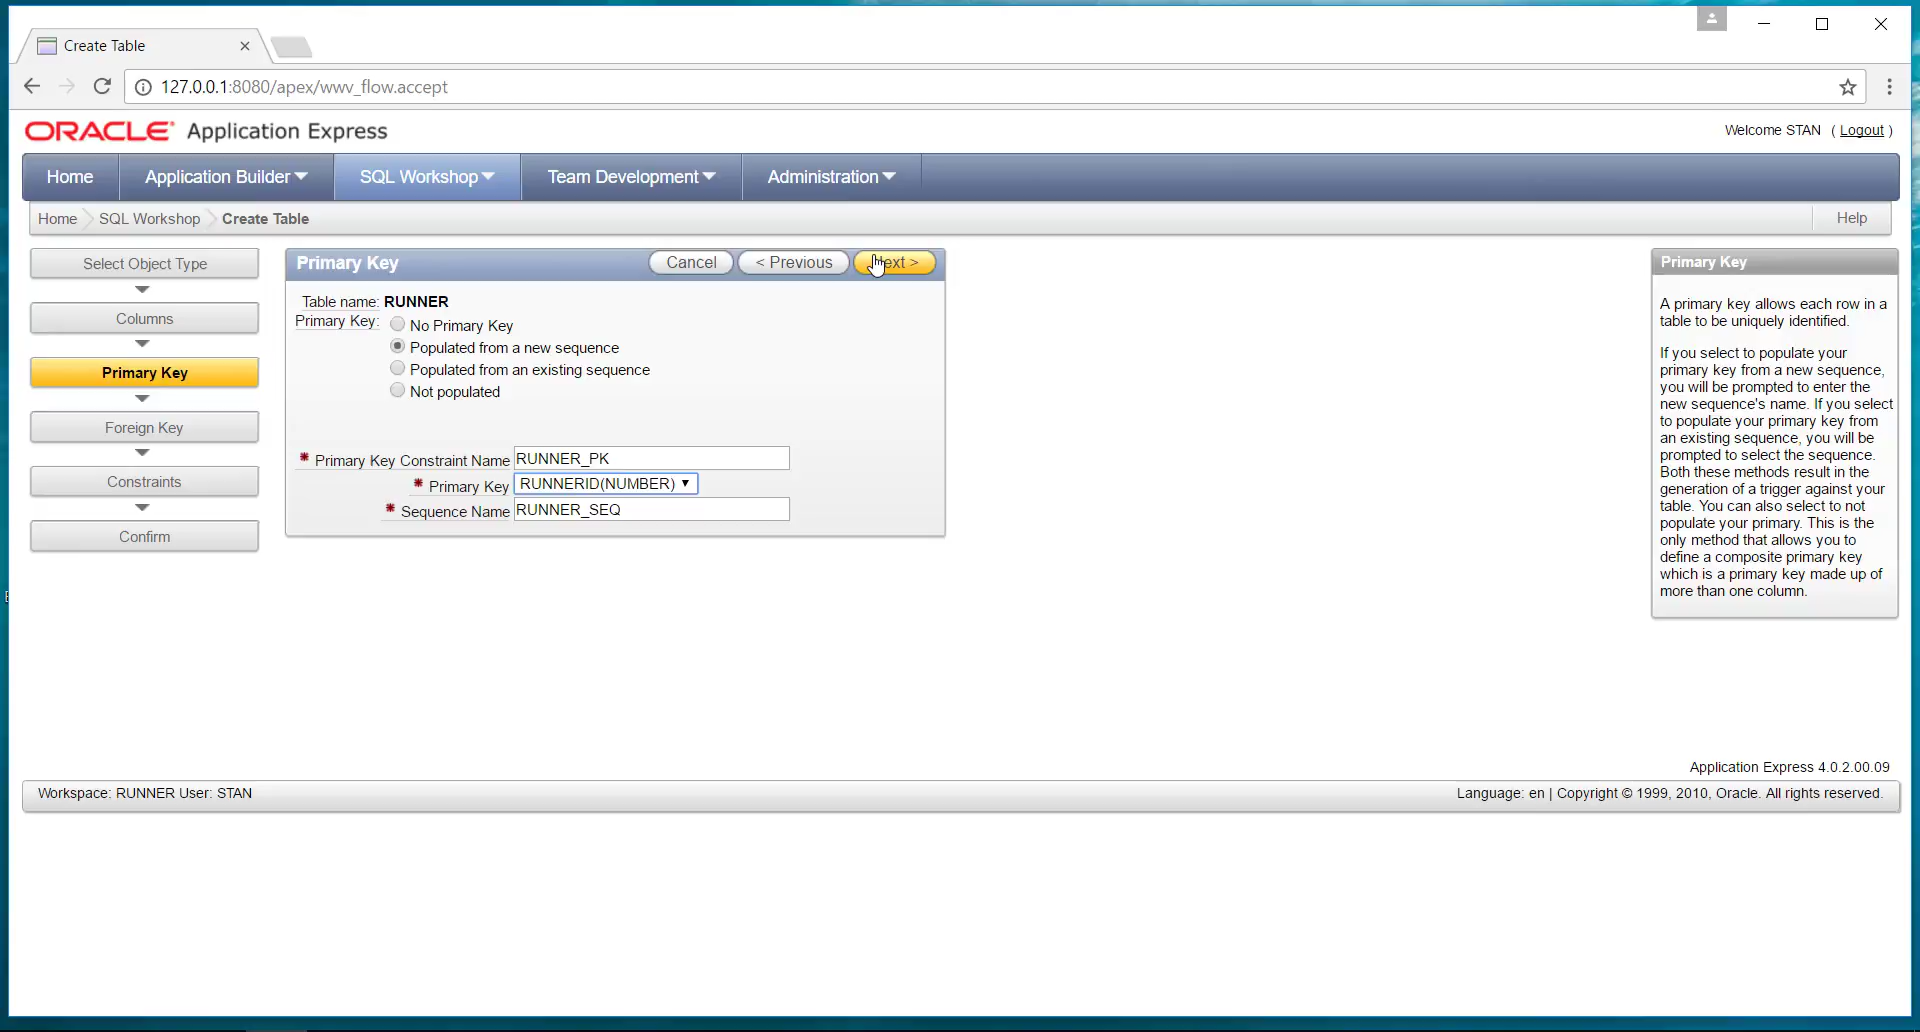 Create Table
127.0.0.1:8080/apex/wwv_flow.accept
ORACLE Application Express
Welcome STAN ( Logout )
Home
Application Builder
SQL Workshop
Team Development
Administration
Home
SQL Workshop
Create Table
Help
Select Object Type
Columns
Primary Key
Foreign Key
Constraints
Confirm
Primary Key
Cancel
< Previous
ext >
Table name: RUNNER
Primary Key:
No Primary Key
Populated from a new sequence
Populated from an existing sequence
Not populated
* Primary Key Constraint Name RUNNER_PK
* Primary Key RUNNERID(NUMBER)
* Sequence Name RUNNER_SEQ
Primary Key
A primary key allows each row in a
table to be uniquely identified.
If you select to populate your
primary key from a new sequence,
you will be prompted to enter the
new sequence's name. If you select
to populate your primary key from
an existing sequence, you will be
prompted to select the sequence.
Both these methods result in the
generation of a trigger against your
table. You can also select to not
populate your primary. This is the
only method that allows you to
define a composite primary key
which is a primary key made up of
more than one column.
Application Express 4.0.2.00.09
Workspace: RUNNER User: STAN
Language: en | Copyright © 1999, 2010, Oracle. All rights reserved.